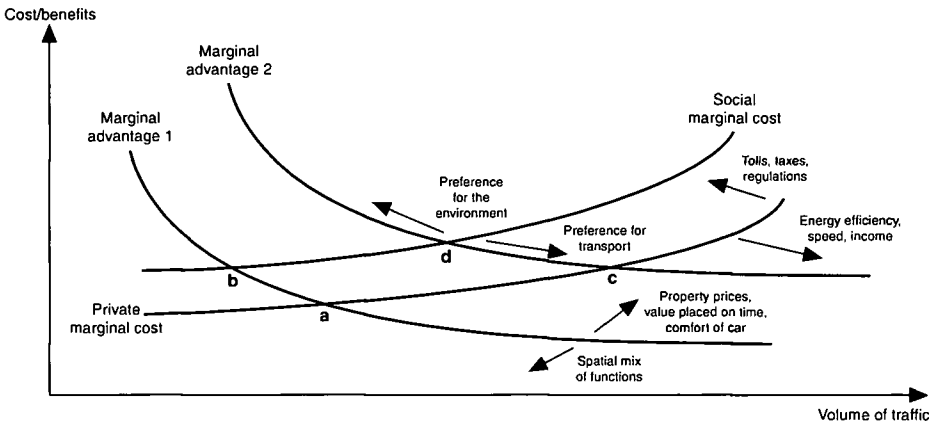 Cost/benefits
Marginal
advantage 2
Marginal
advantage 1
Social
marginal cost
Tolls, taxes,
regulations
Preference
for the
environment
Preference for
transport
Energy efficiency,
speed, income
d
b
c
a
Private
marginal cost
Property prices,
value placed on time,
comfort of car
Spatial mix
of functions
Volume of traffic